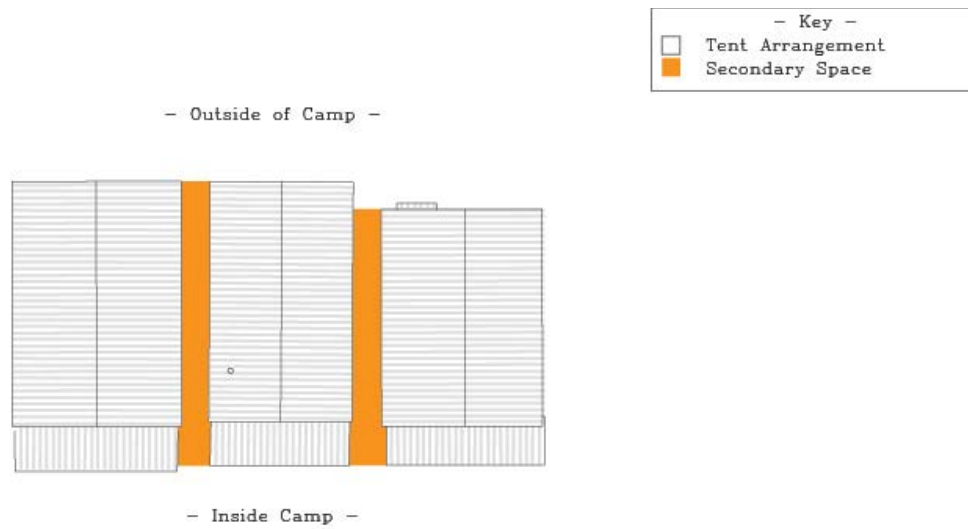 - Key -
Tent Arrangement
Secondary Space
- Outside of Camp -
- Inside Camp -